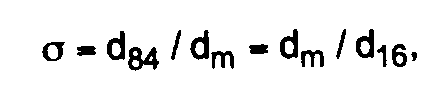 σ = d₈₄ / dₘ = dₘ / d₁₆,